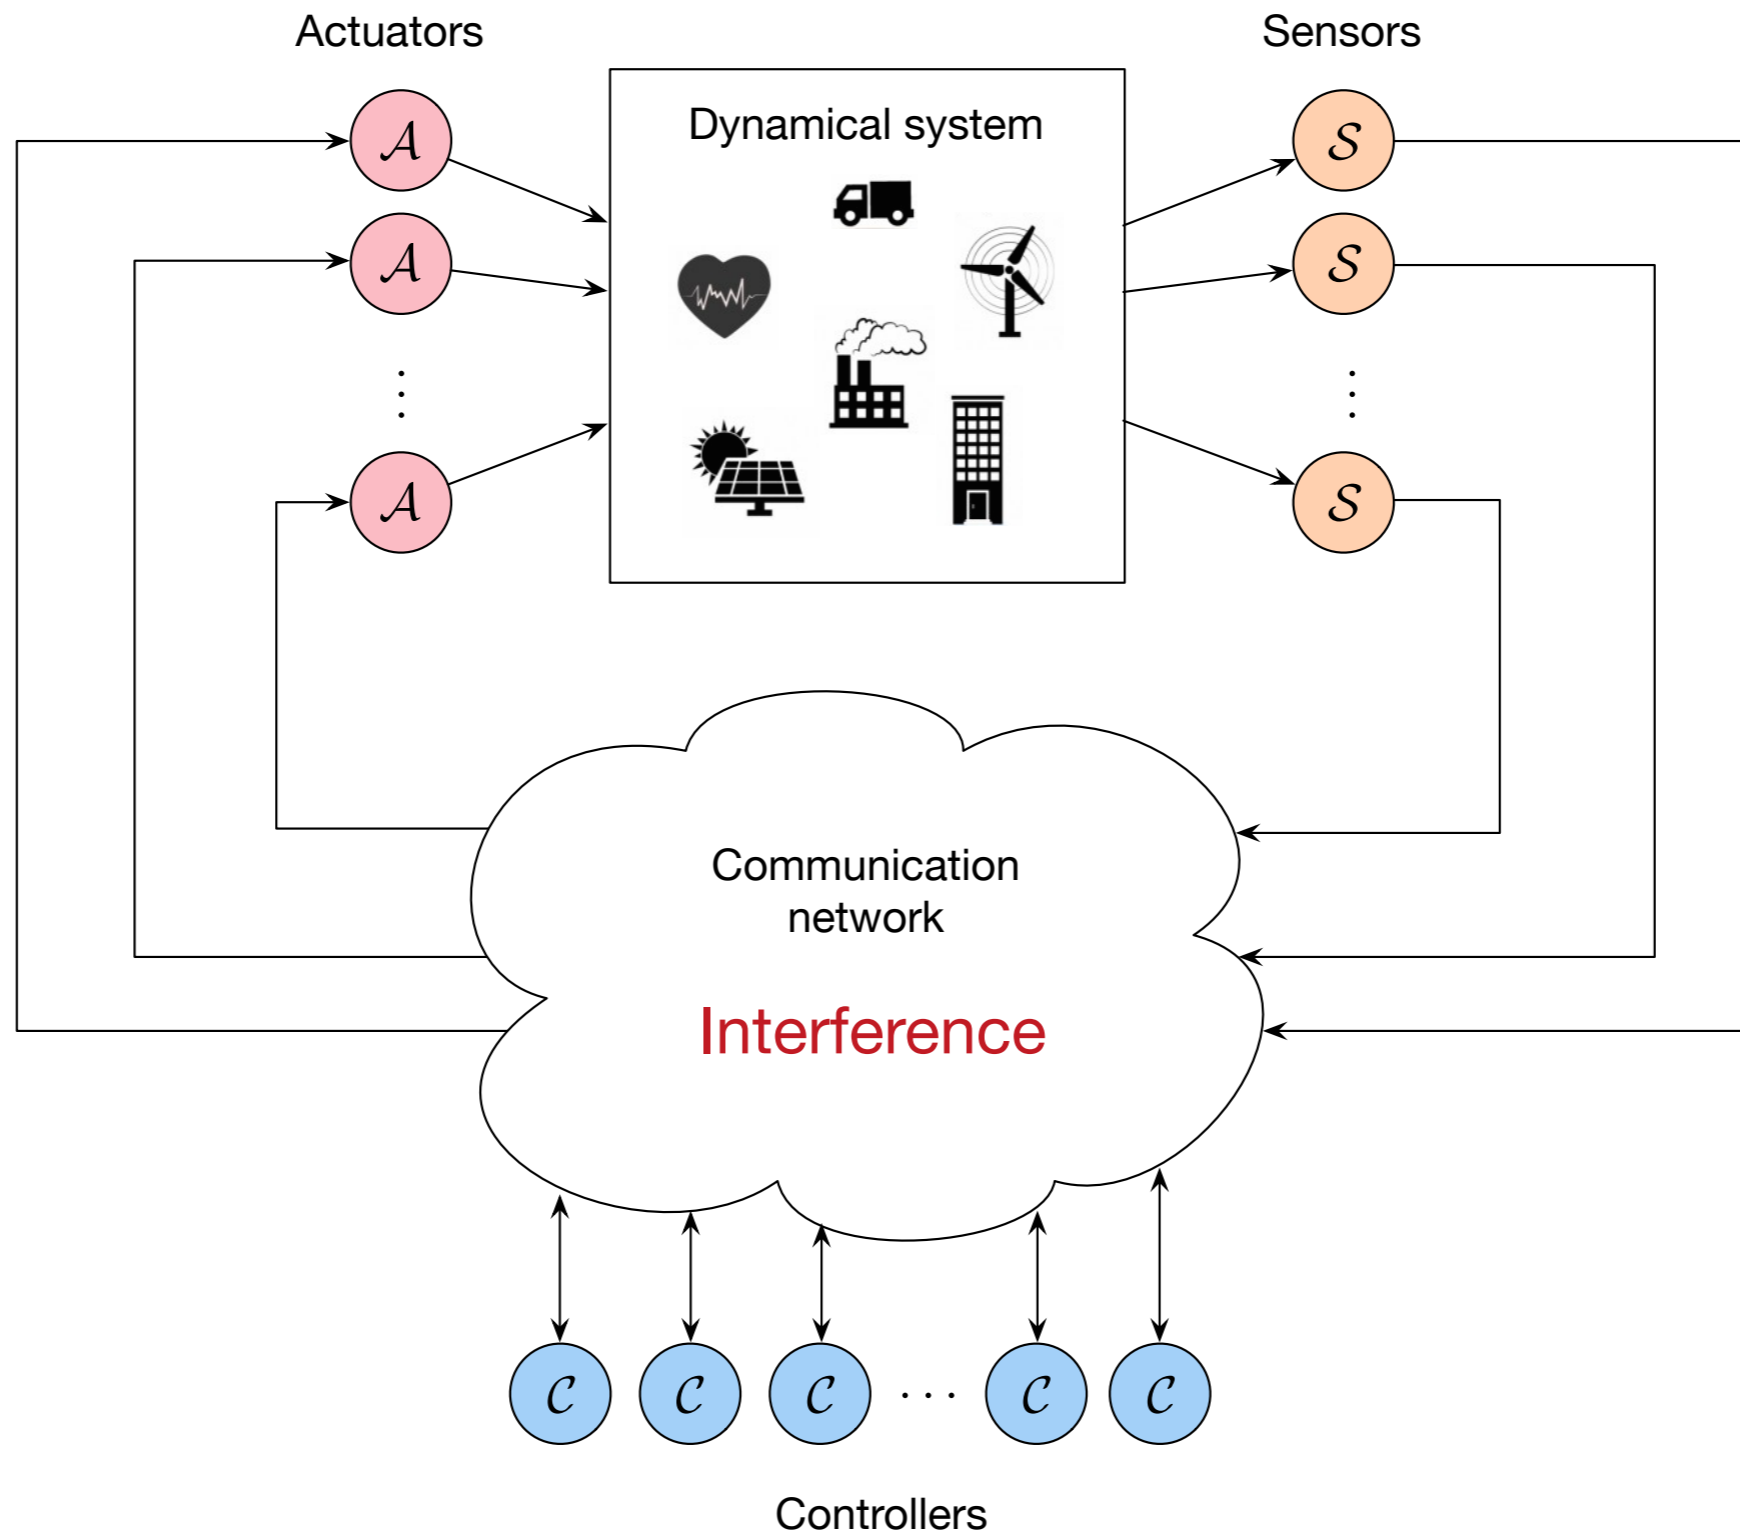 Actuators
Sensors
Dynamical system
𝒜
𝒮
𝒜
𝒮
⋮
⋮
𝒜
𝒮
Communication
network
Interference
𝒞 𝒞 𝒞 ··· 𝒞 𝒞
Controllers